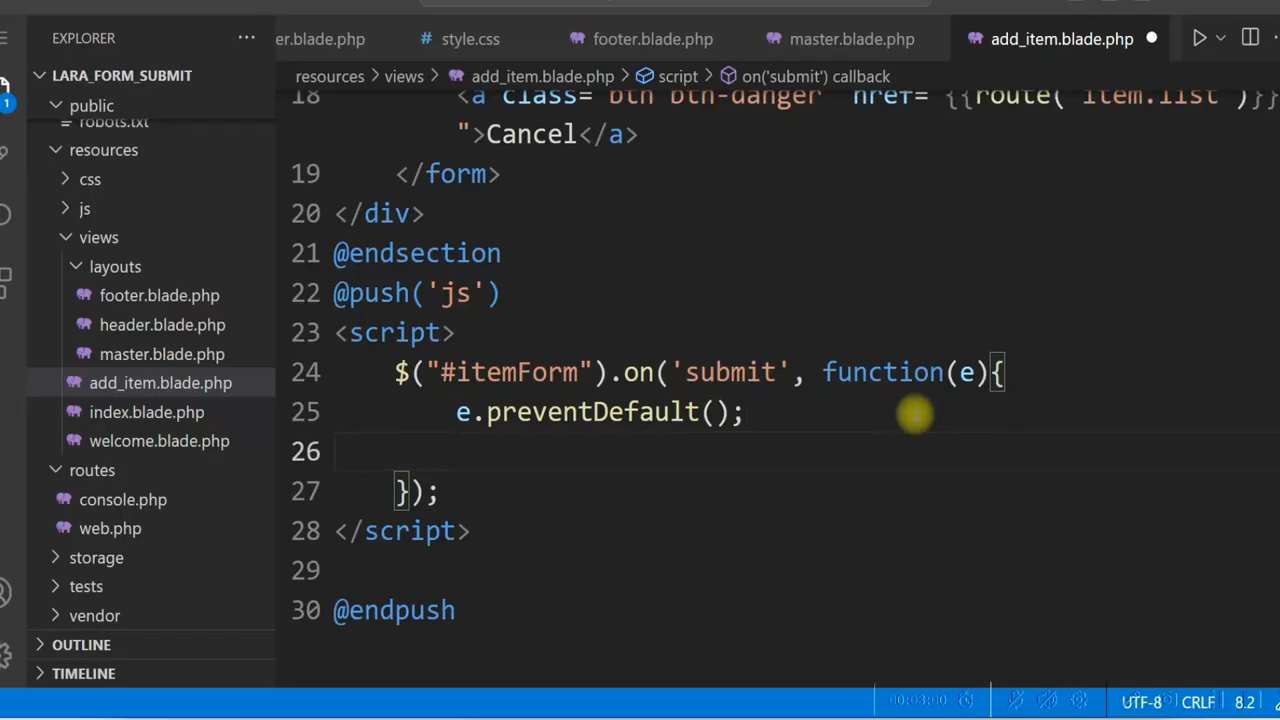 EXPLORER
er.blade.php
# style.css
footer.blade.php
master.blade.php
add_item.blade.php
LARA_FORM_SUBMIT
resources
views
add_item.blade.php
script
on('submit') callback
1
public
robots.txt
resources
css
js
views
layouts
footer.blade.php
header.blade.php
master.blade.php
add_item.blade.php
index.blade.php
welcome.blade.php
routes
console.php
web.php
storage
tests
vendor
OUTLINE
TIMELINE
18 <a class="btn btn-danger" href="{{route('item.list')}}
">Cancel</a>
19 </form>
20 </div>
21 @endsection
22 @push('js')
23 <script>
24 $("#itemForm").on('submit', function(e){
25 e.preventDefault();
26
27 });
28 </script>
29
30 @endpush
00:03:00
UTF-8 CRLF 8.2